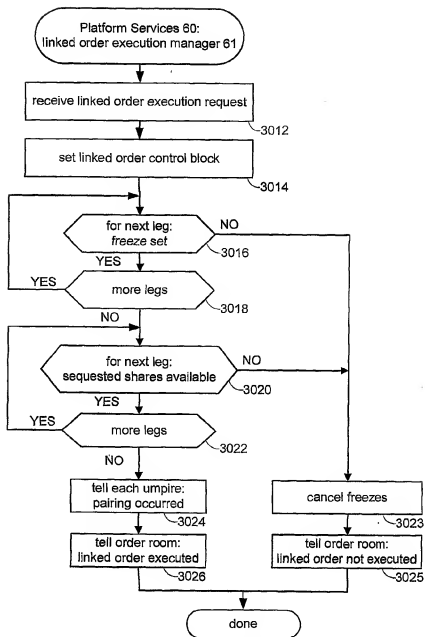 Platform Services 60:
linked order execution manager 61
receive linked order execution request
3012
set linked order control block
3014
for next leg:
freeze set
NO
3016
YES
YES
more legs
3018
NO
for next leg:
sequested shares available
NO
3020
YES
YES
more legs
3022
NO
tell each umpire:
pairing occurred
3024
cancel freezes
3023
tell order room:
linked order executed
3026
tell order room:
linked order not executed
3025
done